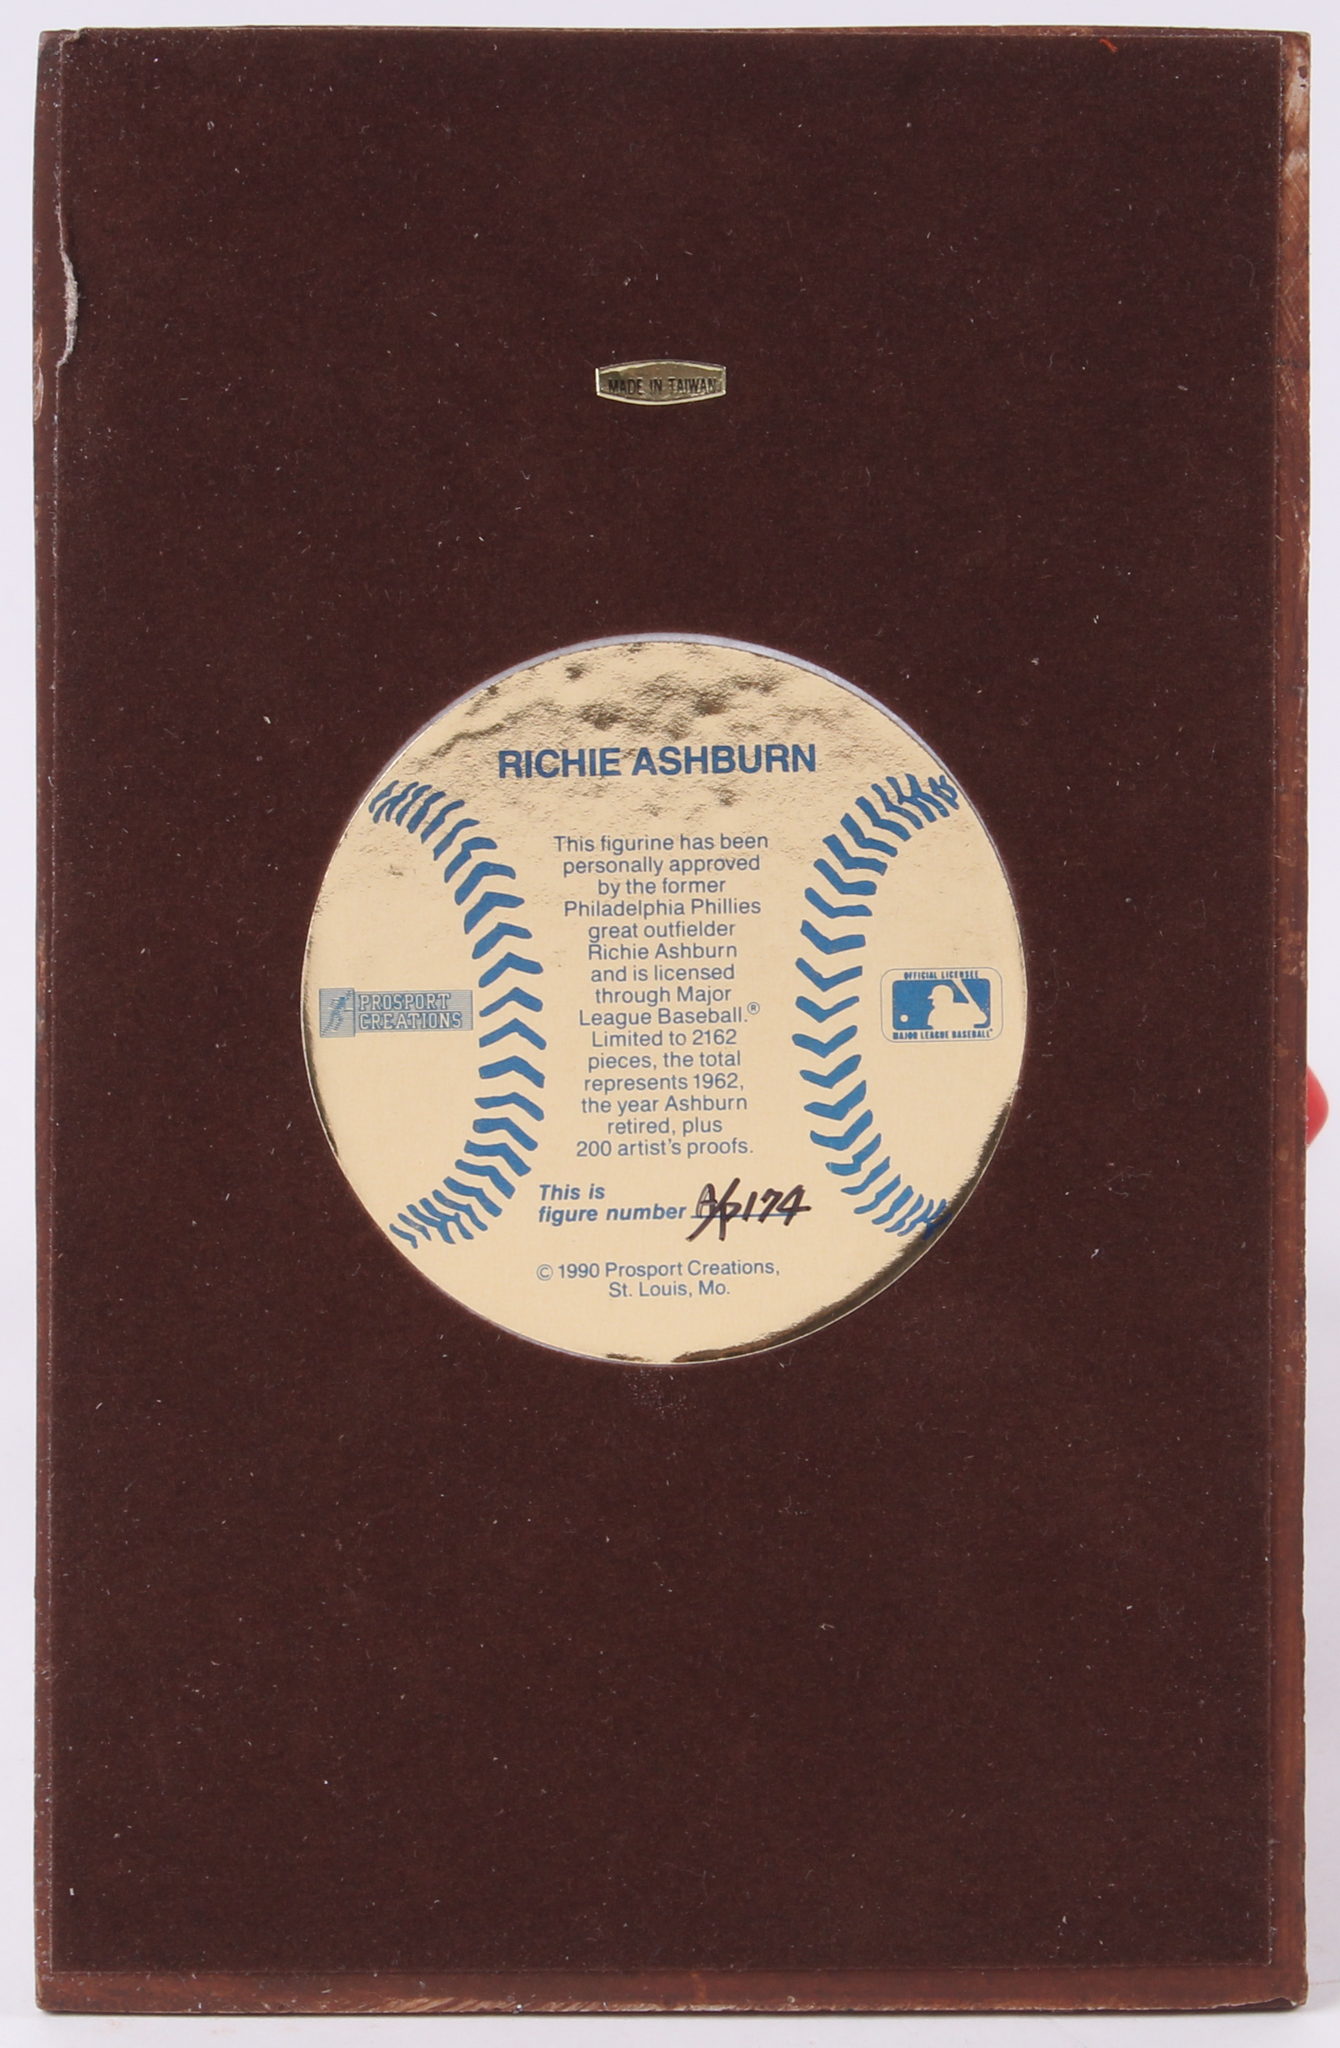 MADE IN TAIWAN
RICHIE ASHBURN
This figurine has been
personally approved
by the former
Philadelphia Phillies
great outfielder
Richie Ashburn
and is licensed
through Major
League Baseball.®
Limited to 2162
pieces, the total
represents 1962,
the year Ashburn
retired, plus
200 artist's proofs.
PROSPORT
CREATIONS
OFFICIAL LICENSEE
MAJOR LEAGUE BASEBALL
This is
figure number A/P174
© 1990 Prosport Creations,
St. Louis, Mo.